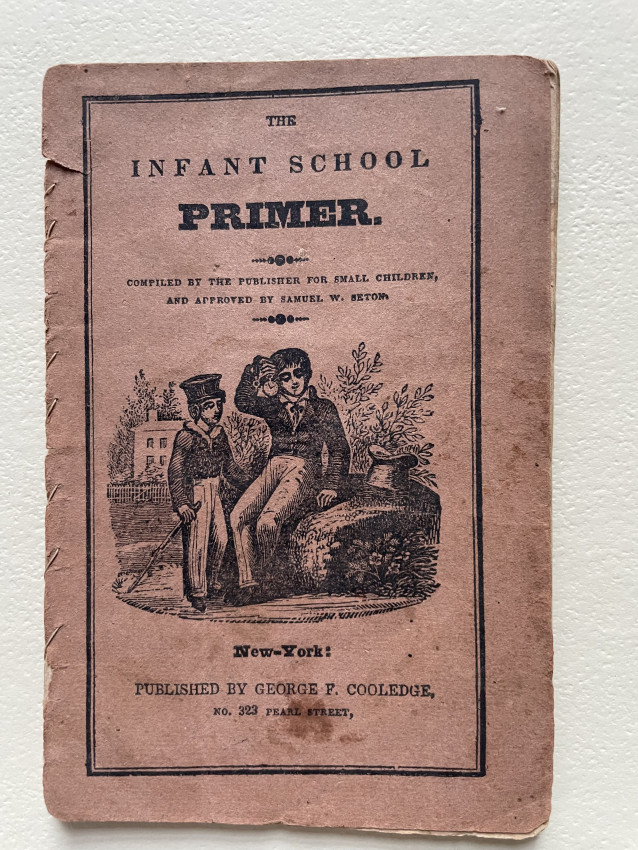 THE
INFANT SCHOOL
PRIMER.
COMPILED BY THE PUBLISHER FOR SMALL CHILDREN,
AND APPROVED BY SAMUEL W. SETON.
New-York:
PUBLISHED BY GEORGE F. COOLEDGE,
NO. 323 PEARL STREET,